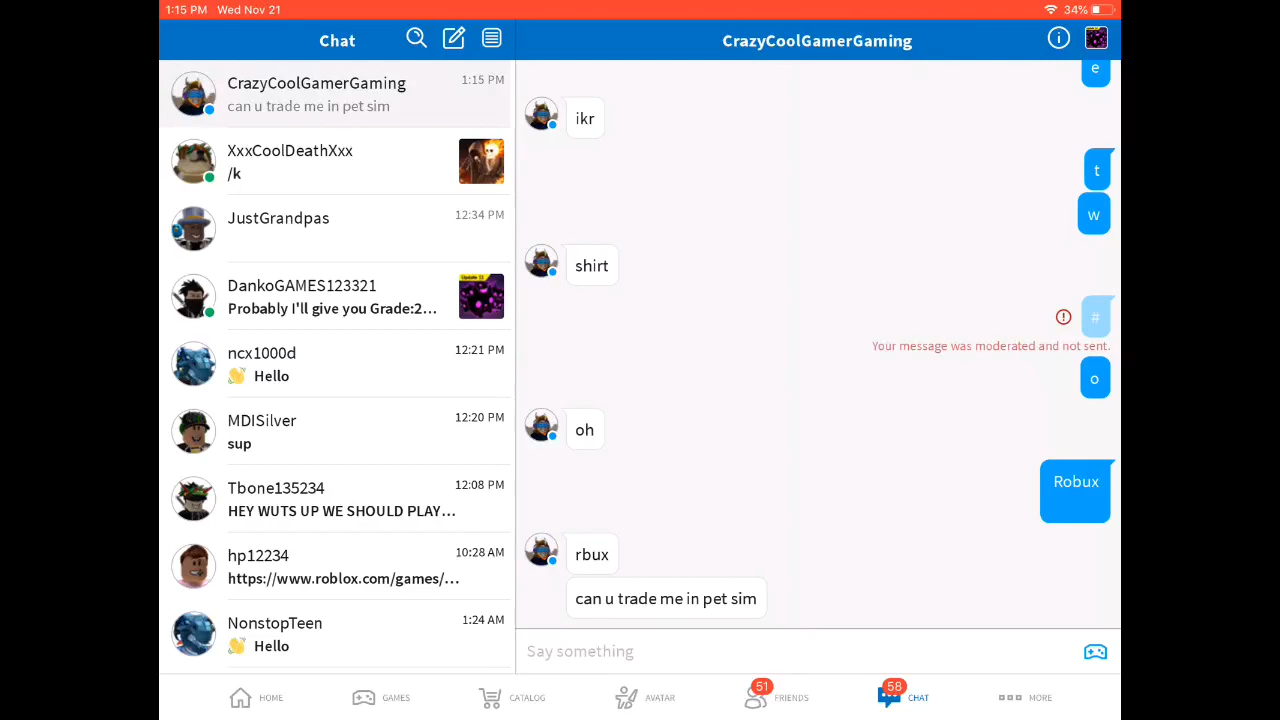 1:15 PM Wed Nov 21
34%
Chat
CrazyCoolGamerGaming
CrazyCoolGamerGaming
1:15 PM
can u trade me in pet sim
XxxCoolDeathXxx
/k
JustGrandpas
12:34 PM
DankoGAMES123321
Probably I'll give you Grade:2...
Update 11
ncx1000d
12:21 PM
👋 Hello
MDISilver
12:20 PM
sup
Tbone135234
12:08 PM
HEY WUTS UP WE SHOULD PLAY...
hp12234
10:28 AM
https://www.roblox.com/games/...
NonstopTeen
1:24 AM
👋 Hello
e
ikr
t
w
shirt
#
Your message was moderated and not sent.
o
oh
Robux
rbux
can u trade me in pet sim
Say something
HOME
GAMES
CATALOG
AVATAR
51
FRIENDS
58
CHAT
MORE